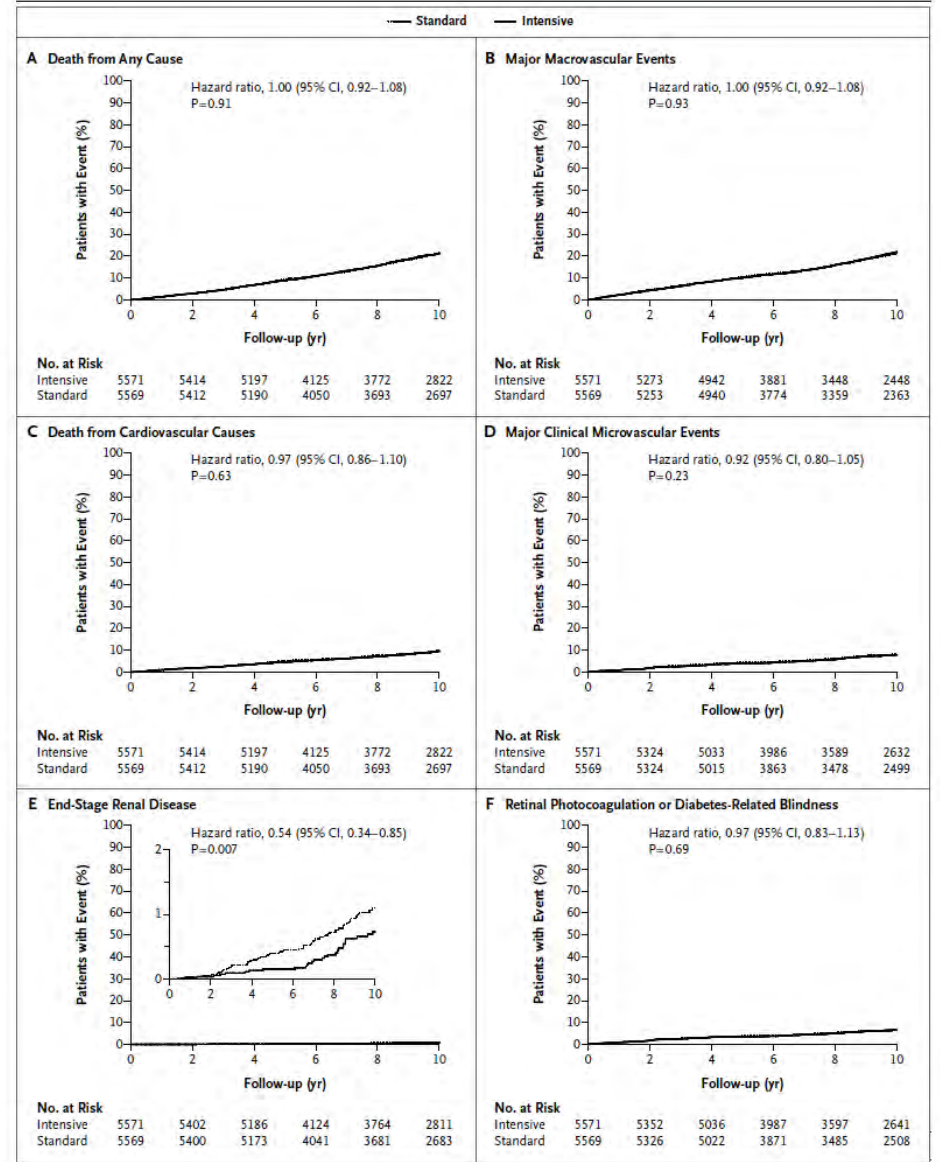 Standard Intensive
A Death from Any Cause
Hazard ratio, 1.00 (95% CI, 0.92–1.08)
P=0.91
Patients with Event (%)
100
90
80
70
60
50
40
30
20
10
0
0 2 4 6 8 10
Follow-up (yr)
No. at Risk
Intensive 5571 5414 5197 4125 3772 2822
Standard 5569 5412 5190 4050 3693 2697
B Major Macrovascular Events
Hazard ratio, 1.00 (95% CI, 0.92–1.08)
P=0.93
Patients with Event (%)
100
90
80
70
60
50
40
30
20
10
0
0 2 4 6 8 10
Follow-up (yr)
No. at Risk
Intensive 5571 5273 4942 3881 3448 2448
Standard 5569 5253 4940 3774 3359 2363
C Death from Cardiovascular Causes
Hazard ratio, 0.97 (95% CI, 0.86–1.10)
P=0.63
Patients with Event (%)
100
90
80
70
60
50
40
30
20
10
0
0 2 4 6 8 10
Follow-up (yr)
No. at Risk
Intensive 5571 5414 5197 4125 3772 2822
Standard 5569 5412 5190 4050 3693 2697
D Major Clinical Microvascular Events
Hazard ratio, 0.92 (95% CI, 0.80–1.05)
P=0.23
Patients with Event (%)
100
90
80
70
60
50
40
30
20
10
0
0 2 4 6 8 10
Follow-up (yr)
No. at Risk
Intensive 5571 5324 5033 3986 3589 2632
Standard 5569 5324 5015 3863 3478 2499
E End-Stage Renal Disease
Hazard ratio, 0.54 (95% CI, 0.34–0.85)
P=0.007
Patients with Event (%)
100
90
80
70
60
50
40
30
20
10
0
2
1
0
0 2 4 6 8 10
0 2 4 6 8 10
Follow-up (yr)
No. at Risk
Intensive 5571 5402 5186 4124 3764 2811
Standard 5569 5400 5173 4041 3681 2683
F Retinal Photocoagulation or Diabetes-Related Blindness
Hazard ratio, 0.97 (95% CI, 0.83–1.13)
P=0.69
Patients with Event (%)
100
90
80
70
60
50
40
30
20
10
0
0 2 4 6 8 10
Follow-up (yr)
No. at Risk
Intensive 5571 5352 5036 3987 3597 2641
Standard 5569 5326 5022 3871 3485 2508